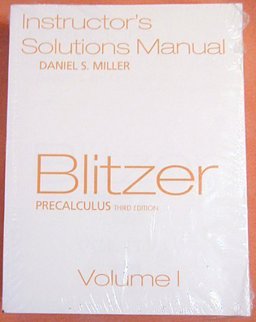 Instructor's
Solutions Manual
DANIEL S. MILLER
Blitzer
PRECALCULUS THIRD EDITION
Volume I